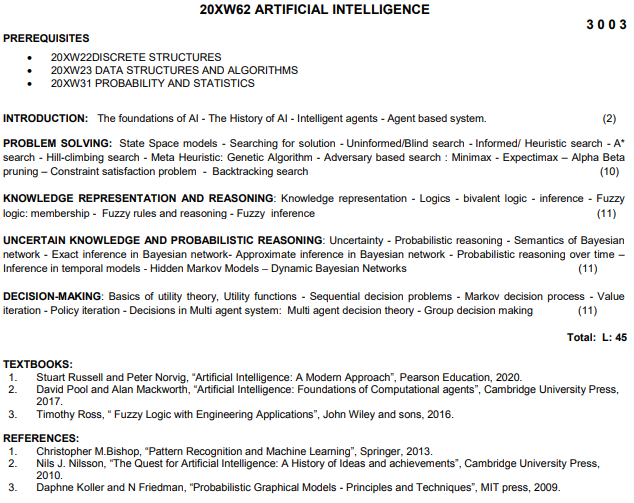 20XW62 ARTIFICIAL INTELLIGENCE
3 0 0 3
PREREQUISITES
• 20XW22DISCRETE STRUCTURES
• 20XW23 DATA STRUCTURES AND ALGORITHMS
• 20XW31 PROBABILITY AND STATISTICS
INTRODUCTION: The foundations of AI - The History of AI - Intelligent agents - Agent based system. (2)
PROBLEM SOLVING: State Space models - Searching for solution - Uninformed/Blind search - Informed/ Heuristic search - A*
search - Hill-climbing search - Meta Heuristic: Genetic Algorithm - Adversary based search : Minimax - Expectimax – Alpha Beta
pruning – Constraint satisfaction problem - Backtracking search (10)
KNOWLEDGE REPRESENTATION AND REASONING: Knowledge representation - Logics - bivalent logic - inference - Fuzzy
logic: membership - Fuzzy rules and reasoning - Fuzzy inference (11)
UNCERTAIN KNOWLEDGE AND PROBABILISTIC REASONING: Uncertainty - Probabilistic reasoning - Semantics of Bayesian
network - Exact inference in Bayesian network- Approximate inference in Bayesian network - Probabilistic reasoning over time –
Inference in temporal models - Hidden Markov Models – Dynamic Bayesian Networks (11)
DECISION-MAKING: Basics of utility theory, Utility functions - Sequential decision problems - Markov decision process - Value
iteration - Policy iteration - Decisions in Multi agent system: Multi agent decision theory - Group decision making (11)
Total: L: 45
TEXTBOOKS:
1. Stuart Russell and Peter Norvig, “Artificial Intelligence: A Modern Approach”, Pearson Education, 2020.
2. David Pool and Alan Mackworth, “Artificial Intelligence: Foundations of Computational agents”, Cambridge University Press,
2017.
3. Timothy Ross, “ Fuzzy Logic with Engineering Applications”, John Wiley and sons, 2016.
REFERENCES:
1. Christopher M.Bishop, “Pattern Recognition and Machine Learning”, Springer, 2013.
2. Nils J. Nilsson, “The Quest for Artificial Intelligence: A History of Ideas and achievements”, Cambridge University Press,
2010.
3. Daphne Koller and N Friedman, “Probabilistic Graphical Models - Principles and Techniques”, MIT press, 2009.